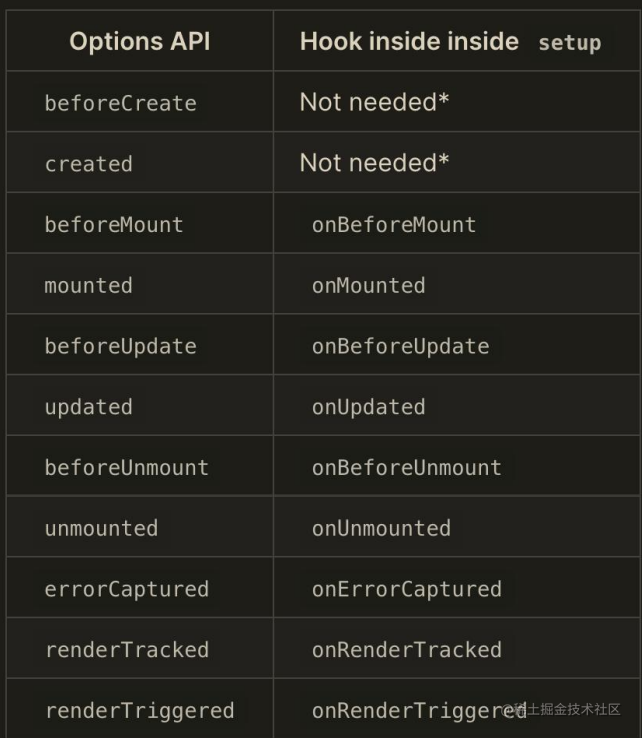 Options API Hook inside inside setup
beforeCreate Not needed*
created Not needed*
beforeMount onBeforeMount
mounted onMounted
beforeUpdate onBeforeUpdate
updated onUpdated
beforeUnmount onBeforeUnmount
unmounted onUnmounted
errorCaptured onErrorCaptured
renderTracked onRenderTracked
renderTriggered onRenderTriggered
@稀土掘金技术社区